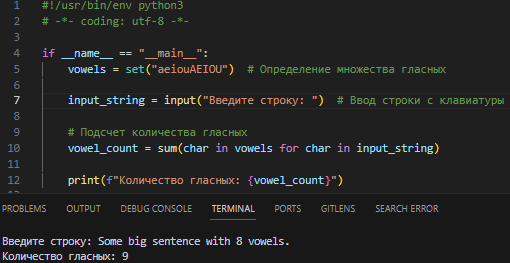 1 #!/usr/bin/env python3
2 # -*- coding: utf-8 -*-
3
4 if __name__ == "__main__":
5 vowels = set("aeiouAEIOU")  # Определение множества гласных
6
7 input_string = input("Введите строку: ")  # Ввод строки с клавиатуры
8
9 # Подсчет количества гласных
10 vowel_count = sum(char in vowels for char in input_string)
11
12 print(f"Количество гласных: {vowel_count}")
PROBLEMS OUTPUT DEBUG CONSOLE TERMINAL PORTS GITLENS SEARCH ERROR
Введите строку: Some big sentence with 8 vowels.
Количество гласных: 9